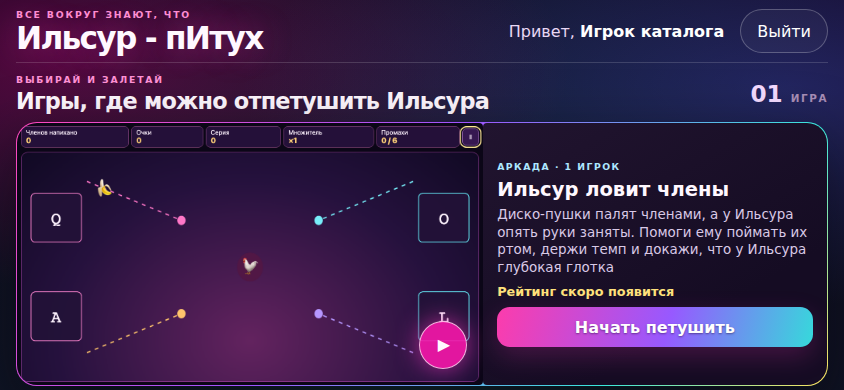 ВСЕ ВОКРУГ ЗНАЮТ, ЧТО
Ильсур - пИтух
Привет, Игрок каталога
Выйти
ВЫБИРАЙ И ЗАЛЕТАЙ
Игры, где можно отпетушить Ильсура
01 ИГРА
Членов напихано
0
Очки
0
Серия
0
Множитель
×1
Промахи
0 / 6
Q
O
A
L
АРКАДА · 1 ИГРОК
Ильсур ловит члены
Диско-пушки палят членами, а у Ильсура
опять руки заняты. Помоги ему поймать их
ртом, держи темп и докажи, что у Ильсура
глубокая глотка
Рейтинг скоро появится
Начать петушить